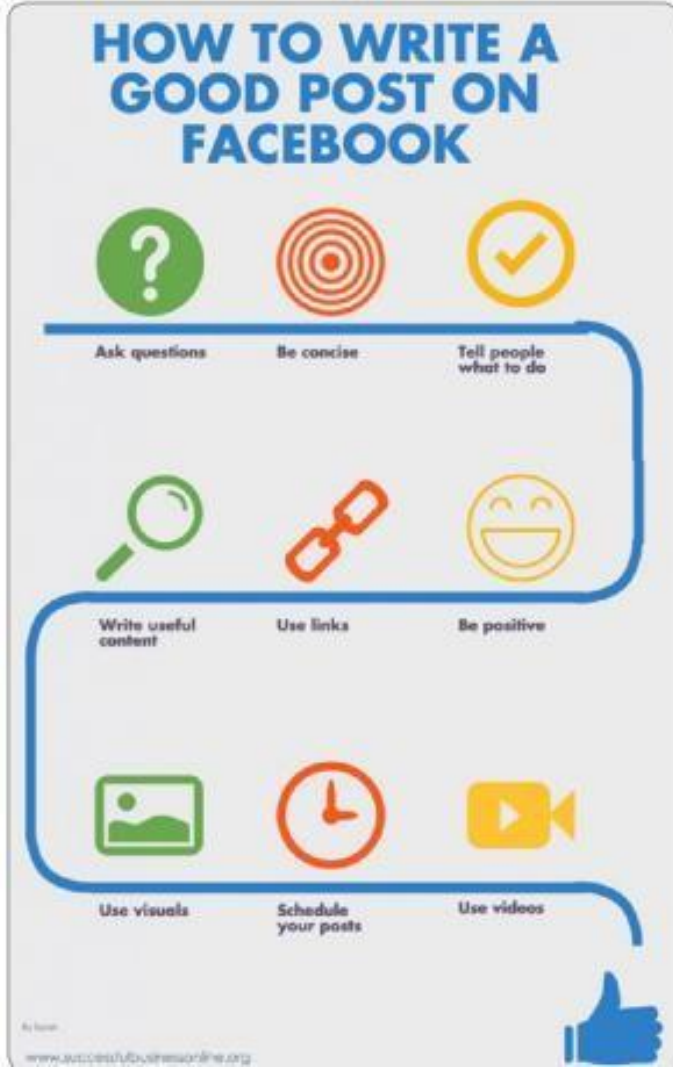 HOW TO WRITE A
GOOD POST ON
FACEBOOK
Ask questions
Be concise
Tell people
what to do
Write useful
content
Use links
Be positive
Use visuals
Schedule
your posts
Use videos
www.successfulbusinessonline.org